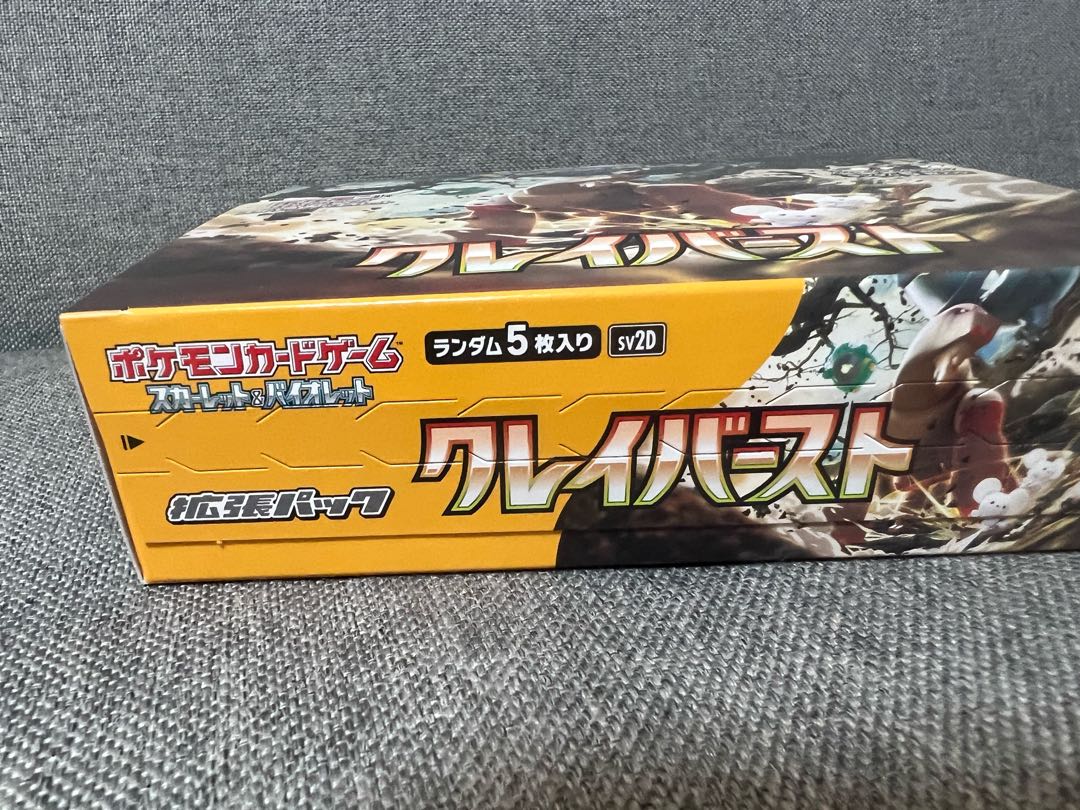 クレイバースト
ポケモンカードゲーム
スカーレット&バイオレット
ランダム5枚入り
sv2D
クレイバースト
拡張パック